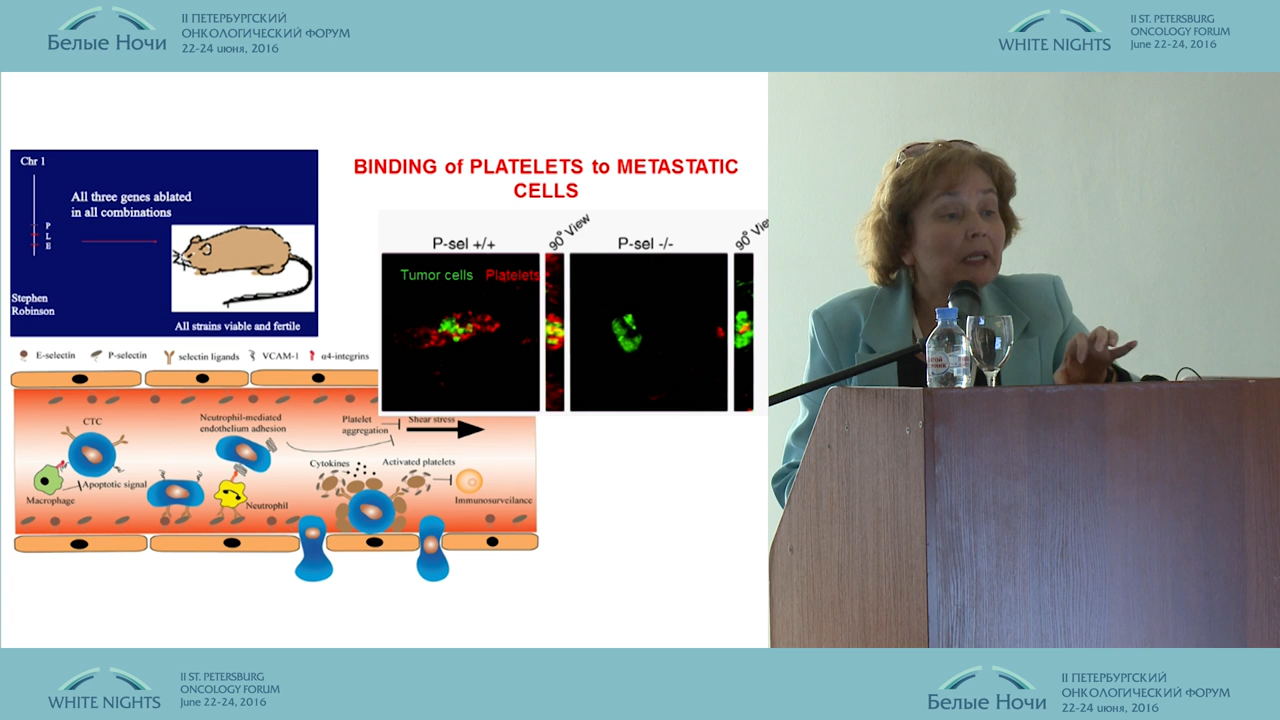 II ПЕТЕРБУРГСКИЙ
ОНКОЛОГИЧЕСКИЙ ФОРУМ
22-24 июня, 2016
Белые Ночи
II ST. PETERSBURG
ONCOLOGY FORUM
June 22-24, 2016
WHITE NIGHTS
Chr 1
All three genes ablated
in all combinations
P
L
E
Stephen
Robinson
All strains viable and fertile
BINDING of PLATELETS to METASTATIC
CELLS
P-sel +/+
90° View
P-sel -/-
90° View
Tumor cells
Platelets
E-selectin
P-selectin
selectin ligands
VCAM-1
α4-integrins
CTC
Neutrophil-mediated
endothelium adhesion
Platelet
aggregation
Shear stress
Cytokines
Activated platelets
Macrophage
Apoptotic signal
Neutrophil
Immunosurveilance
WHITE NIGHTS
II ST. PETERSBURG
ONCOLOGY FORUM
June 22-24, 2016
Белые Ночи
II ПЕТЕРБУРГСКИЙ
ОНКОЛОГИЧЕСКИЙ ФОРУМ
22-24 июня, 2016